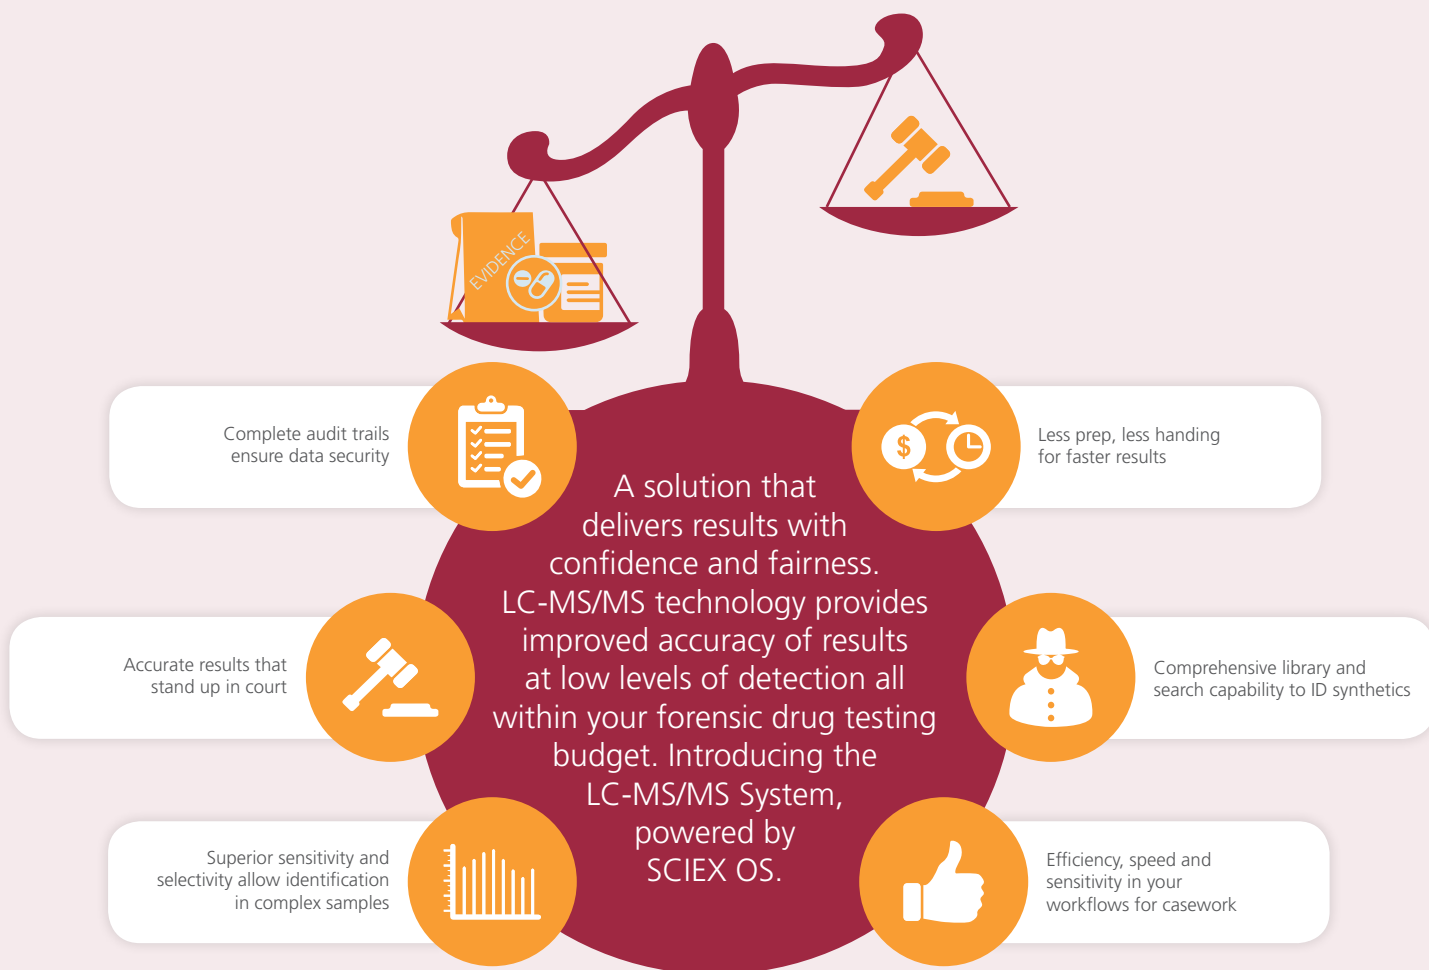 EVIDENCE
$
Complete audit trails
ensure data security
Less prep, less handing
for faster results
A solution that
delivers results with
confidence and fairness.
LC-MS/MS technology provides
improved accuracy of results
at low levels of detection all
within your forensic drug testing
budget. Introducing the
LC-MS/MS System,
powered by
SCIEX OS.
Accurate results that
stand up in court
Comprehensive library and
search capability to ID synthetics
Superior sensitivity and
selectivity allow identification
in complex samples
Efficiency, speed and
sensitivity in your
workflows for casework